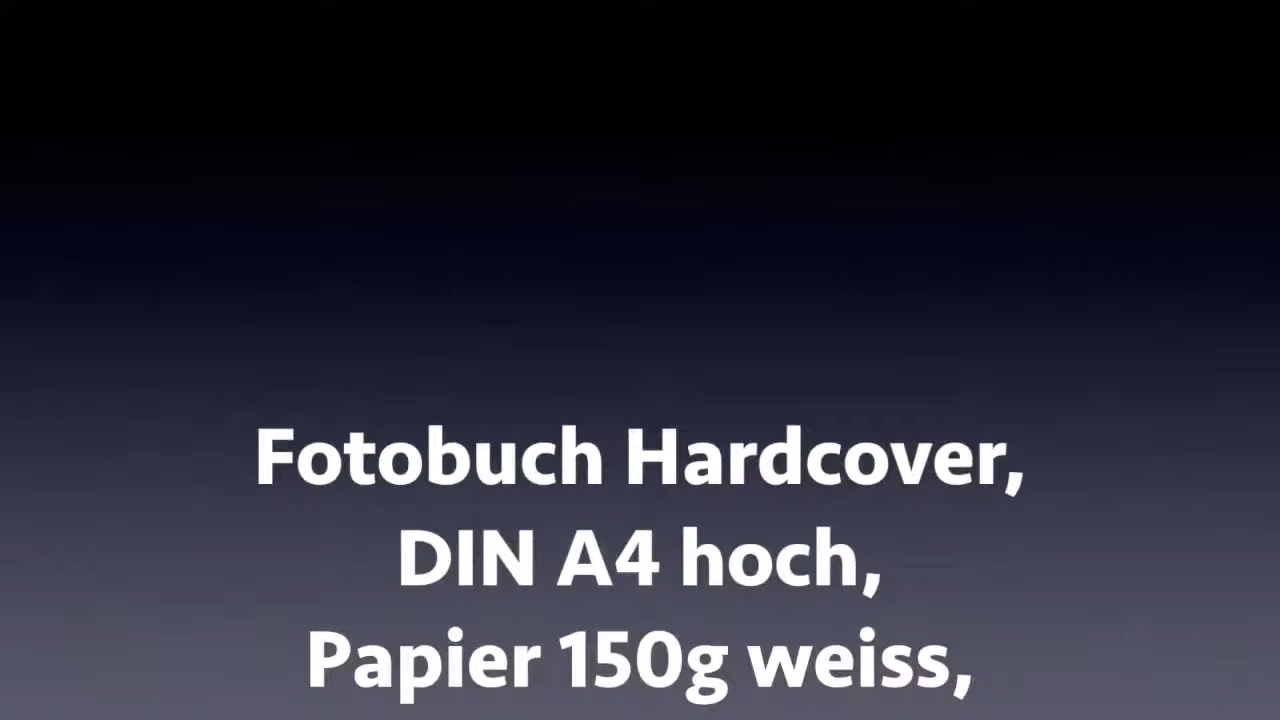 Fotobuch Hardcover,
DIN A4 hoch,
Papier 150g weiss,